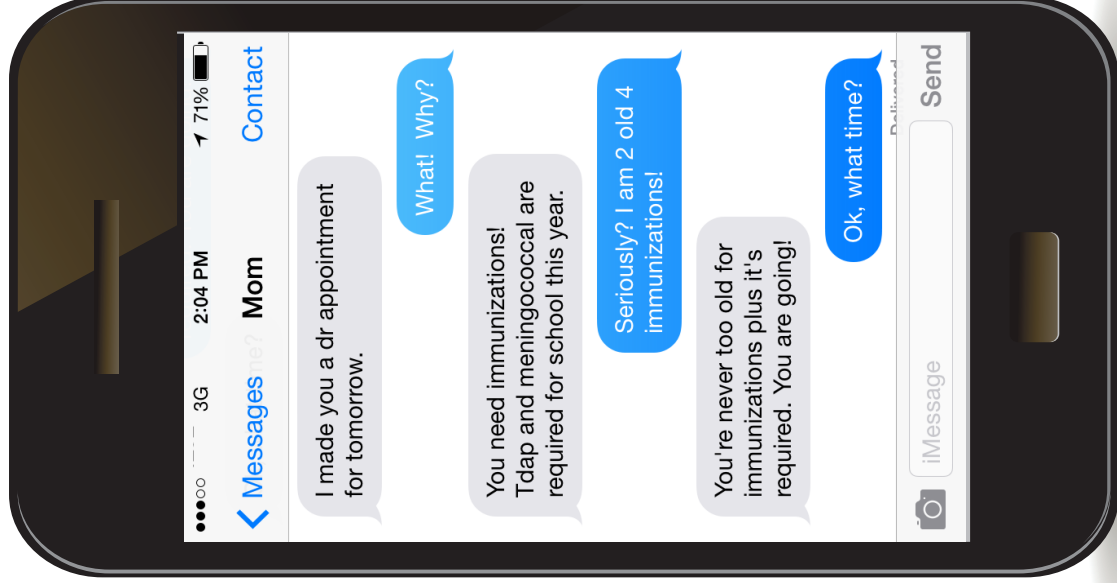 3G
2:04 PM
71%
Messages
Mom
Contact
I made you a dr appointment
for tomorrow.
What!  Why?
You need immunizations!
Tdap and meningococcal are
required for school this year.
Seriously? I am 2 old 4
immunizations!
You're never too old for
immunizations plus it's
required. You are going!
Ok, what time?
Delivered
iMessage
Send